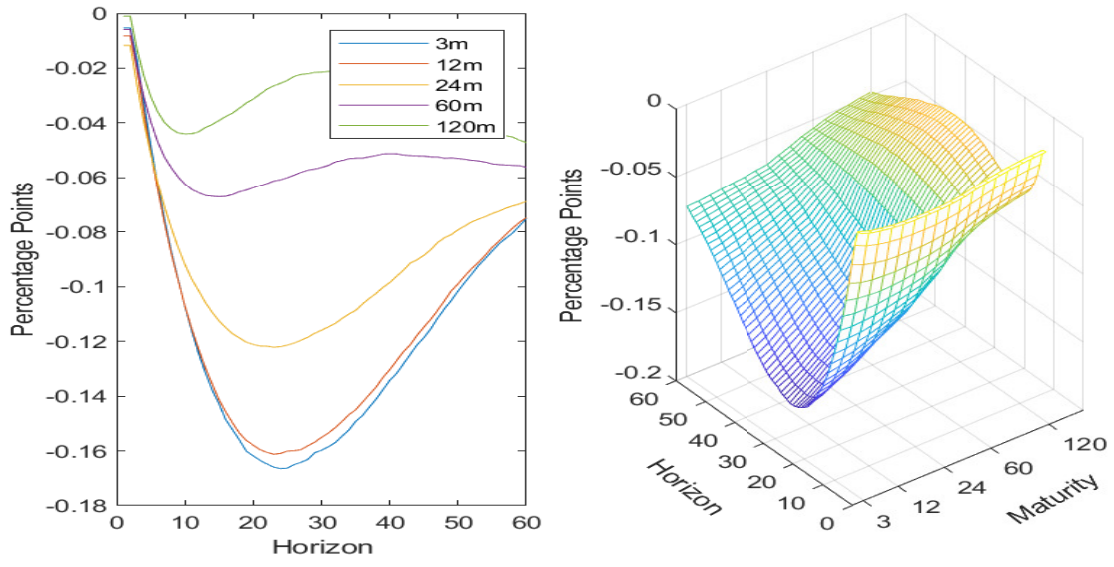 0
-0.02
-0.04
-0.06
-0.08
-0.1
-0.12
-0.14
-0.16
-0.18
Percentage Points
3m
12m
24m
60m
120m
0 10 20 30 40 50 60
Horizon
0
-0.05
-0.1
-0.15
-0.2
Percentage Points
60
50
40
30
20
10
0
Horizon
3
12
24
60
120
Maturity